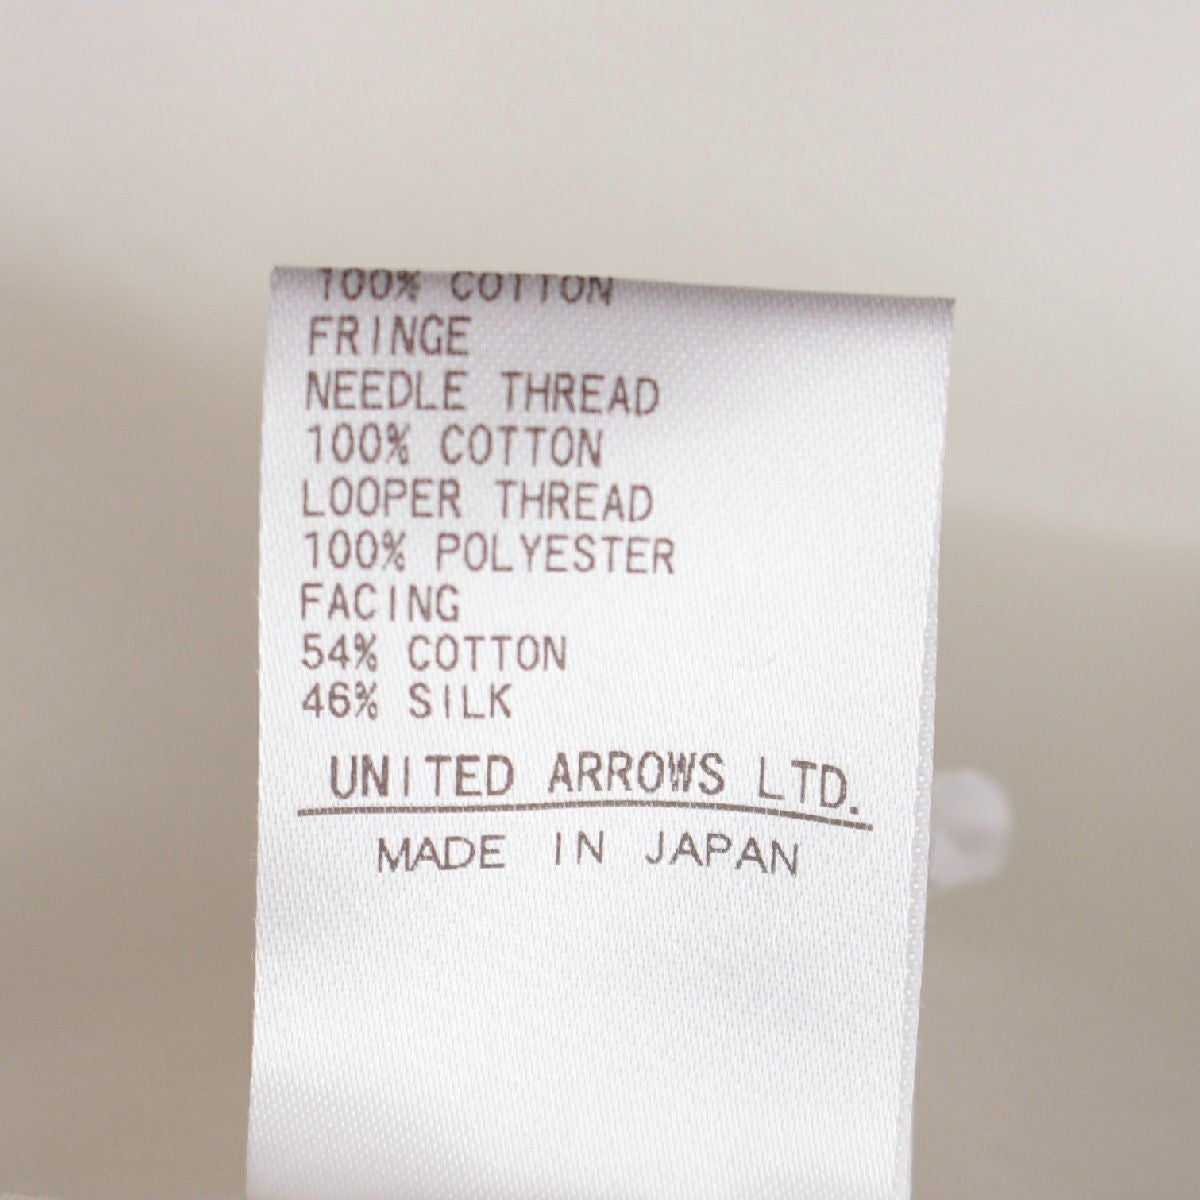 100% COTTON
FRINGE
NEEDLE THREAD
100% COTTON
LOOPER THREAD
100% POLYESTER
FACING
54% COTTON
46% SILK
UNITED ARROWS LTD.
MADE IN JAPAN